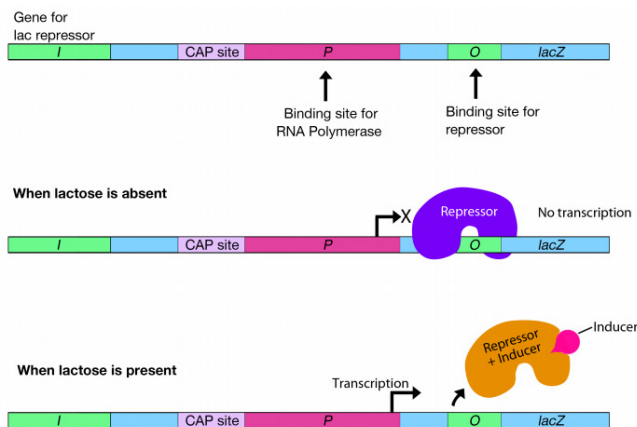 Gene for
lac repressor
I CAP site P O lacZ
Binding site for
RNA Polymerase
Binding site for
repressor
When lactose is absent
X Repressor No transcription
I CAP site P O lacZ
Inducer
Repressor
+ Inducer
When lactose is present
Transcription
I CAP site P O lacZ